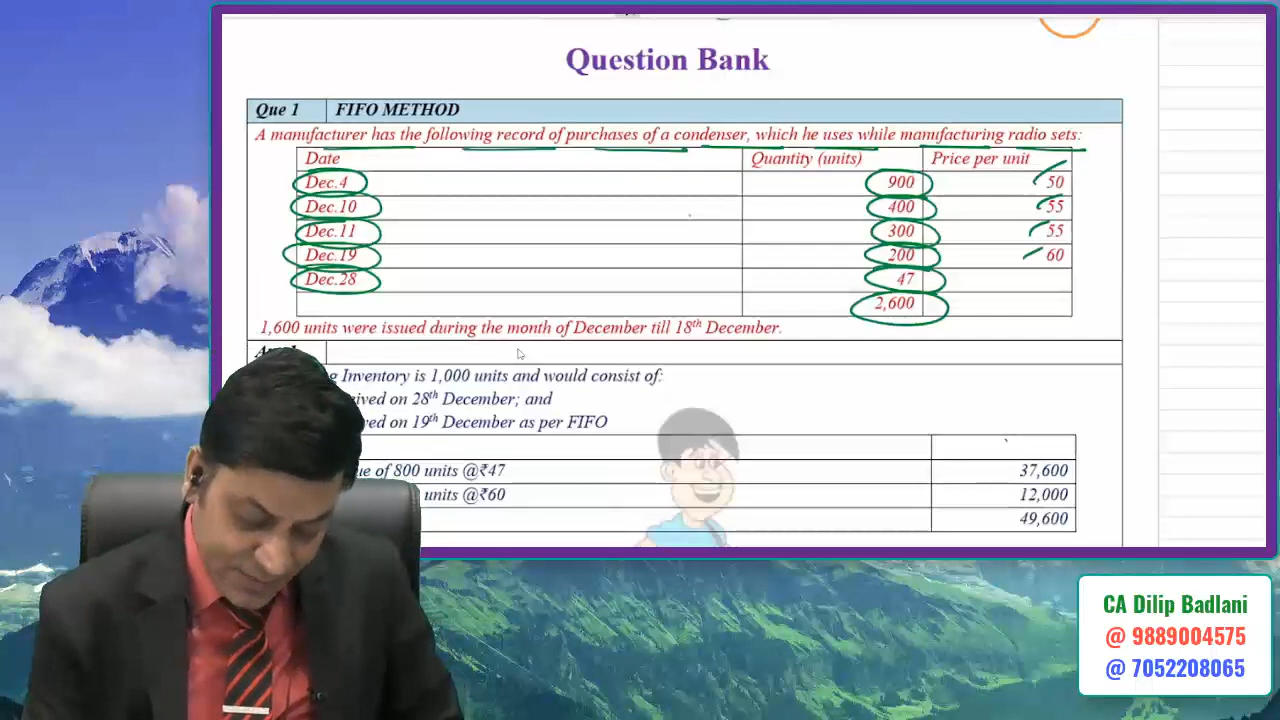 Question Bank
Que 1 FIFO METHOD
A manufacturer has the following record of purchases of a condenser, which he uses while manufacturing radio sets:
Date Quantity (units) Price per unit
Dec.4 900 50
Dec.10 400 55
Dec.11 300 55
Dec.19 200 60
Dec.28 47
2,600
1,600 units were issued during the month of December till 18th December.
Inventory is 1,000 units and would consist of:
on 28th December; and
on 19th December as per FIFO
of 800 units @₹47 37,600
units @₹60 12,000
49,600
CA Dilip Badlani
@ 9889004575
@ 7052208065